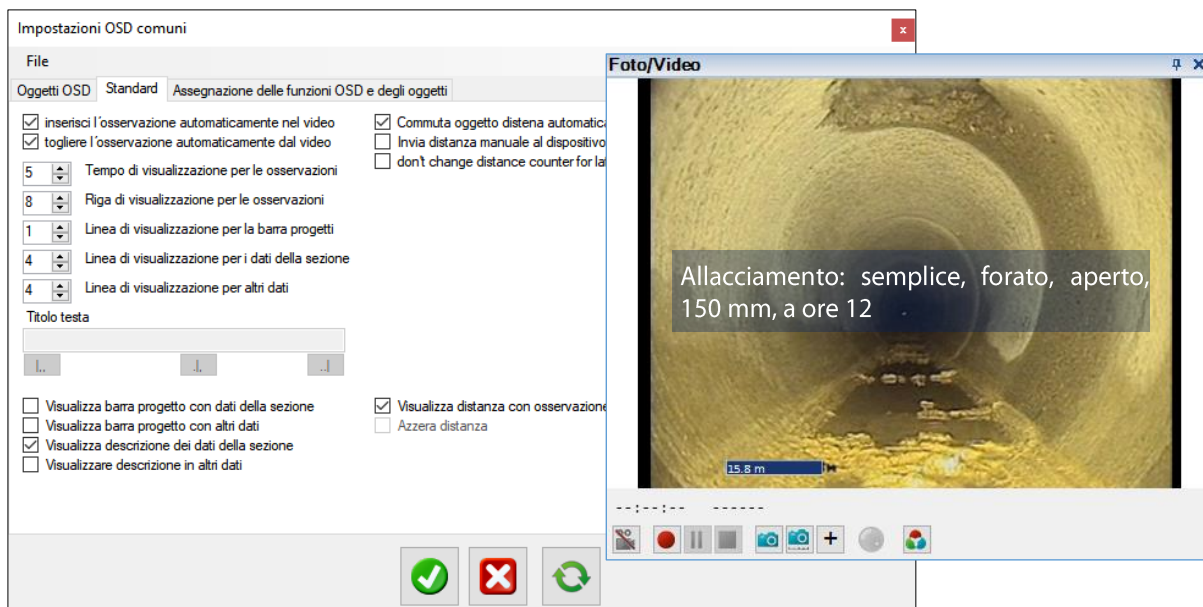 Impostazioni OSD comuni
x
File
Oggetti OSD Standard Assegnazione delle funzioni OSD e degli oggetti
inserisci l´osservazione automaticamente nel video
togliere l´osservazione automaticamente dal video
5 Tempo di visualizzazione per le osservazioni
8 Riga di visualizzazione per le osservazioni
1 Linea di visualizzazione per la barra progetti
4 Linea di visualizzazione per i dati della sezione
4 Linea di visualizzazione per altri dati
Titolo testa
|.. .|. ..|
Visualizza barra progetto con dati della sezione
Visualizza barra progetto con altri dati
Visualizza descrizione dei dati della sezione
Visualizzare descrizione in altri dati
Commuta oggetto distena automatica
Invia distanza manuale al dispositivo
don't change distance counter for
Visualizza distanza con osservazione
Azzera distanza
Foto/Video
Allacciamento: semplice, forato, aperto,
150 mm, a ore 12
15.8 m
--:--:-- ------